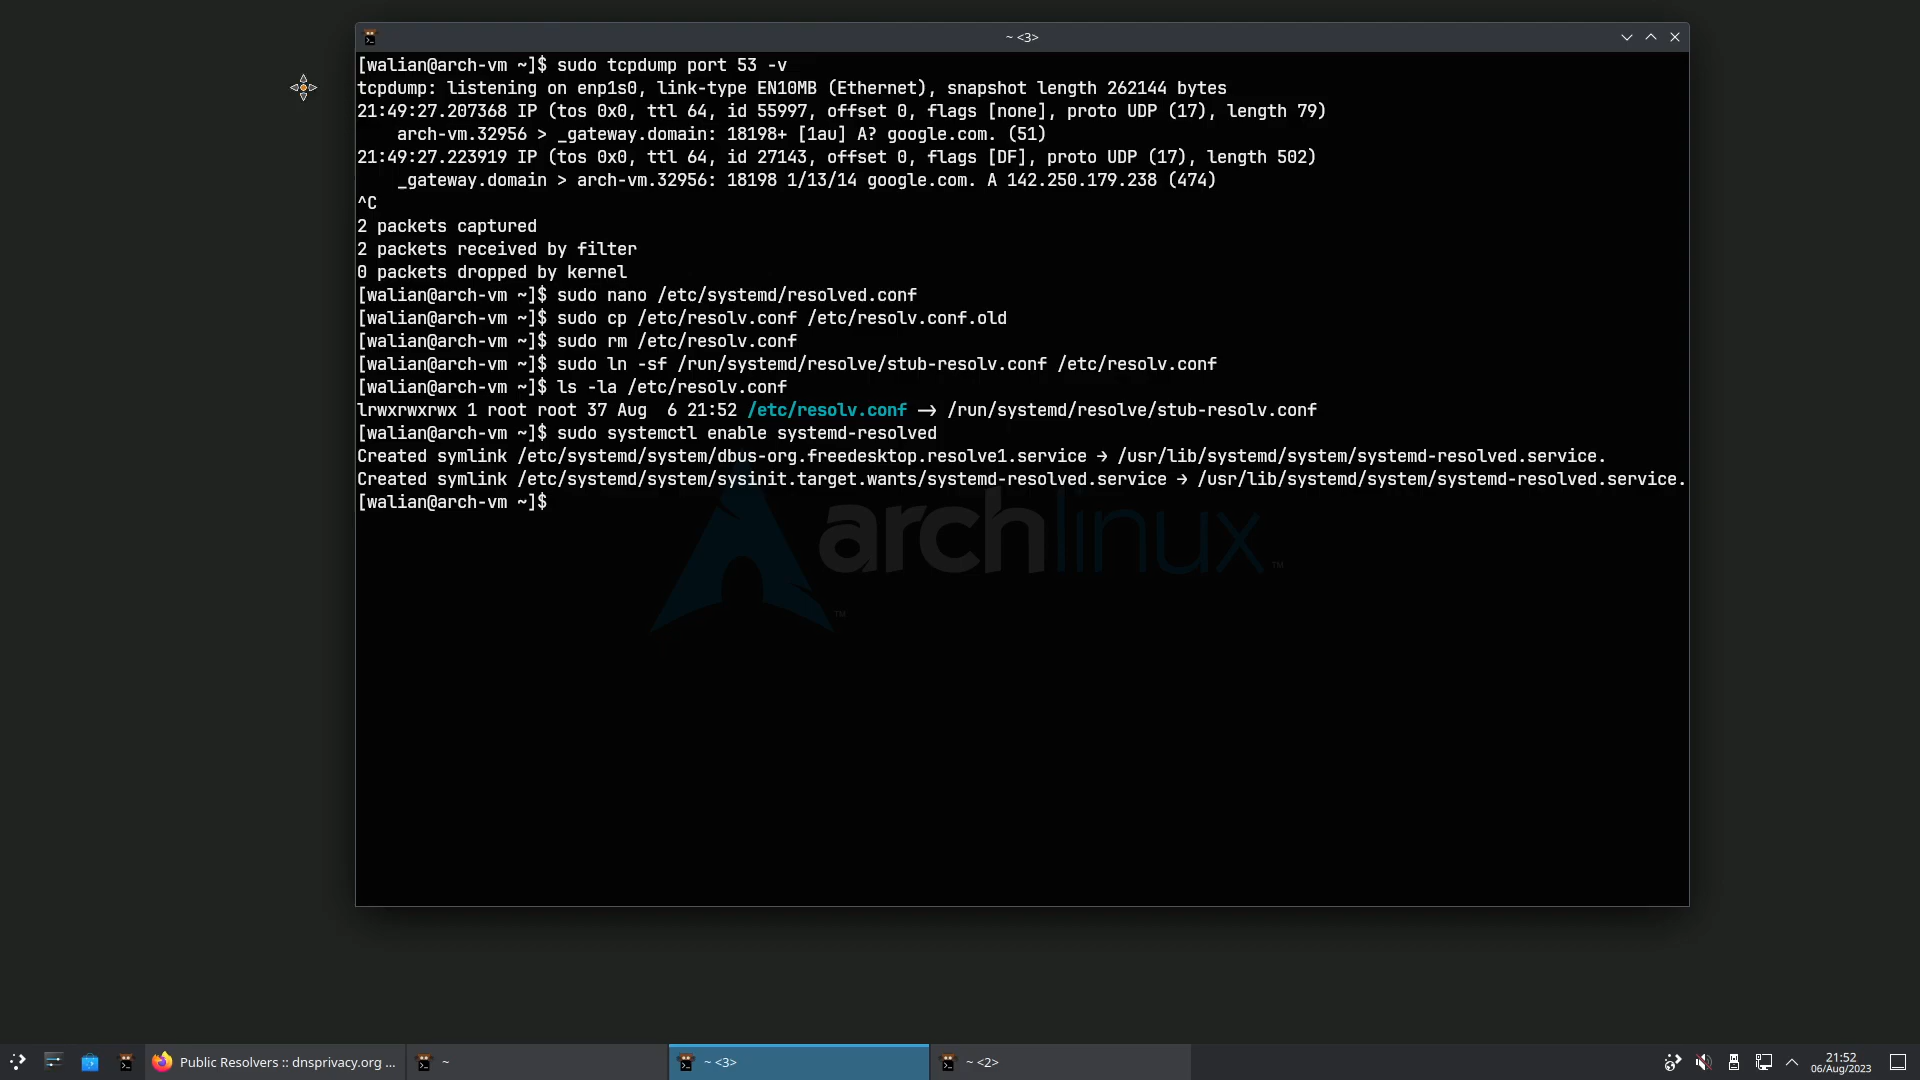 ~ <3>
[walian@arch-vm ~]$ sudo tcpdump port 53 -v
tcpdump: listening on enp1s0, link-type EN10MB (Ethernet), snapshot length 262144 bytes
21:49:27.207368 IP (tos 0x0, ttl 64, id 55997, offset 0, flags [none], proto UDP (17), length 79)
    arch-vm.32956 > _gateway.domain: 18198+ [1au] A? google.com. (51)
21:49:27.223919 IP (tos 0x0, ttl 64, id 27143, offset 0, flags [DF], proto UDP (17), length 502)
    _gateway.domain > arch-vm.32956: 18198 1/13/14 google.com. A 142.250.179.238 (474)
^C
2 packets captured
2 packets received by filter
0 packets dropped by kernel
[walian@arch-vm ~]$ sudo nano /etc/systemd/resolved.conf
[walian@arch-vm ~]$ sudo cp /etc/resolv.conf /etc/resolv.conf.old
[walian@arch-vm ~]$ sudo rm /etc/resolv.conf
[walian@arch-vm ~]$ sudo ln -sf /run/systemd/resolve/stub-resolv.conf /etc/resolv.conf
[walian@arch-vm ~]$ ls -la /etc/resolv.conf
lrwxrwxrwx 1 root root 37 Aug  6 21:52 /etc/resolv.conf -> /run/systemd/resolve/stub-resolv.conf
[walian@arch-vm ~]$ sudo systemctl enable systemd-resolved
Created symlink /etc/systemd/system/dbus-org.freedesktop.resolve1.service → /usr/lib/systemd/system/systemd-resolved.service.
Created symlink /etc/systemd/system/sysinit.target.wants/systemd-resolved.service → /usr/lib/systemd/system/systemd-resolved.service.
[walian@arch-vm ~]$
archlinux™
™
Public Resolvers :: dnsprivacy.org ...
~
~ <3>
~ <2>
21:52
06/Aug/2023